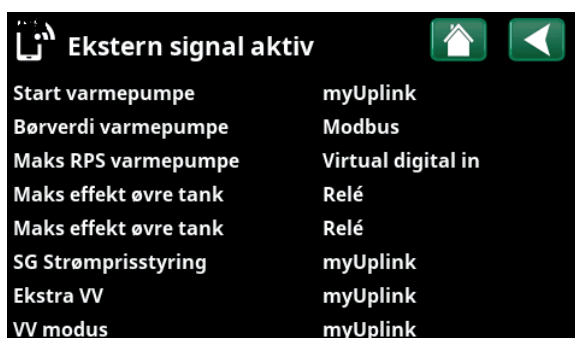 Ekstern signal aktiv
Start varmepumpe myUplink
Børverdi varmepumpe Modbus
Maks RPS varmepumpe Virtual digital in
Maks effekt øvre tank Relé
Maks effekt øvre tank Relé
SG Strømprisstyring myUplink
Ekstra VV myUplink
VV modus myUplink